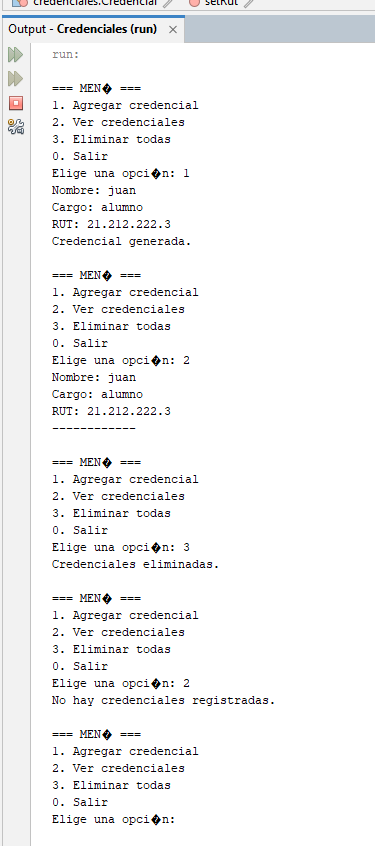 credenciales.Credencial setRut
Output - Credenciales (run) ×
run:
=== MEN� ===
1. Agregar credencial
2. Ver credenciales
3. Eliminar todas
0. Salir
Elige una opci�n: 1
Nombre: juan
Cargo: alumno
RUT: 21.212.222.3
Credencial generada.
=== MEN� ===
1. Agregar credencial
2. Ver credenciales
3. Eliminar todas
0. Salir
Elige una opci�n: 2
Nombre: juan
Cargo: alumno
RUT: 21.212.222.3
------------
=== MEN� ===
1. Agregar credencial
2. Ver credenciales
3. Eliminar todas
0. Salir
Elige una opci�n: 3
Credenciales eliminadas.
=== MEN� ===
1. Agregar credencial
2. Ver credenciales
3. Eliminar todas
0. Salir
Elige una opci�n: 2
No hay credenciales registradas.
=== MEN� ===
1. Agregar credencial
2. Ver credenciales
3. Eliminar todas
0. Salir
Elige una opci�n: